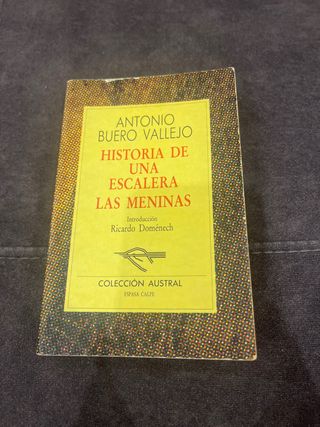 ANTONIO
BUERO VALLEJO
HISTORIA DE
UNA
ESCALERA
LAS MENINAS
Introducción
Ricardo Doménech
COLECCIÓN AUSTRAL
ESPASA CALPE